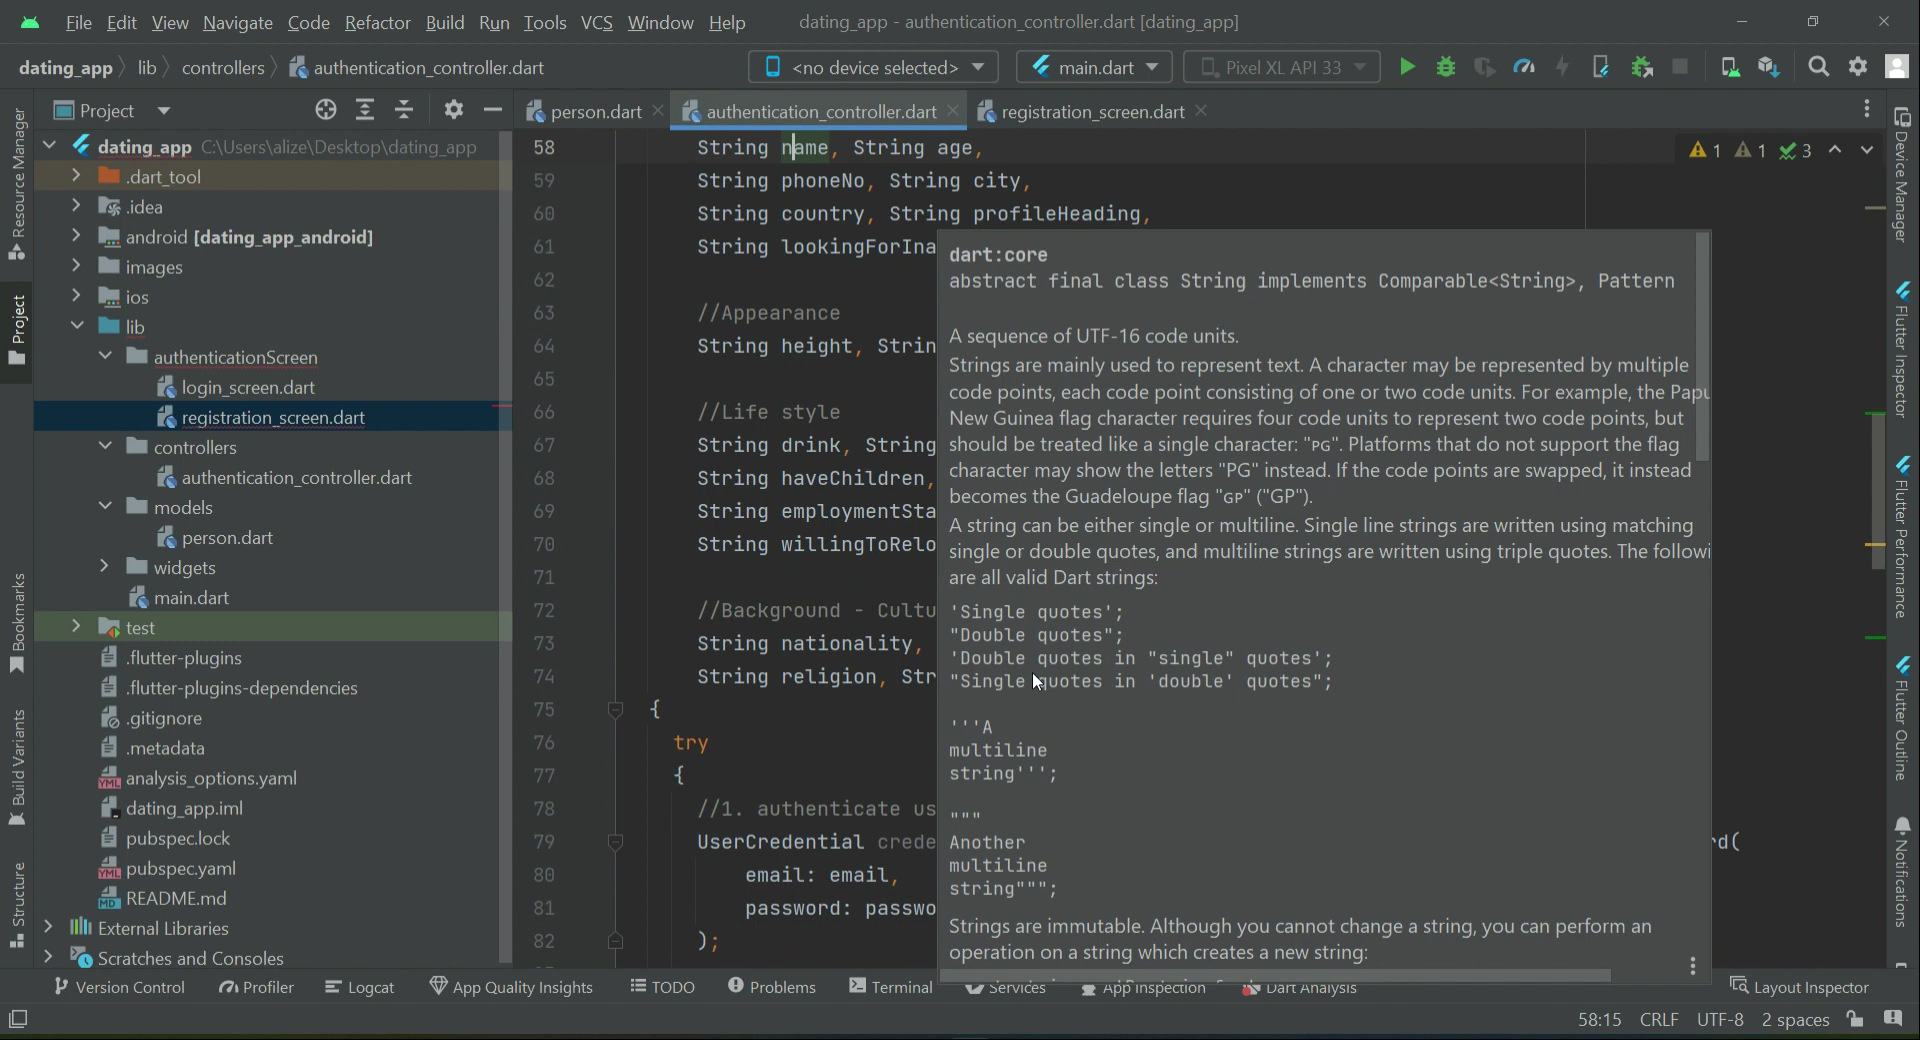 File Edit View Navigate Code Refactor Build Run Tools VCS Window Help dating_app - authentication_controller.dart [dating_app]
dating_app lib controllers authentication_controller.dart <no device selected> main.dart Pixel XL API 33
Project
person.dart authentication_controller.dart registration_screen.dart
Resource Manager
Project
Bookmarks
Build Variants
Structure
dating_app C:\Users\alize\Desktop\dating_app
.dart_tool
.idea
android [dating_app_android]
images
ios
lib
authenticationScreen
login_screen.dart
registration_screen.dart
controllers
authentication_controller.dart
models
person.dart
widgets
main.dart
test
.flutter-plugins
.flutter-plugins-dependencies
.gitignore
.metadata
analysis_options.yaml
dating_app.iml
pubspec.lock
pubspec.yaml
README.md
External Libraries
Scratches and Consoles
58 String name, String age,
59 String phoneNo, String city,
60 String country, String profileHeading,
61 String lookingForIna
62
63 //Appearance
64 String height, Strin
65
66 //Life style
67 String drink, String
68 String haveChildren,
69 String employmentSta
70 String willingToRelo
71
72 //Background - Cultu
73 String nationality,
74 String religion, Str
75 {
76 try
77 {
78 //1. authenticate us
79 UserCredential crede rd(
80 email: email,
81 password: passwo
82 );
1 1 3
dart:core
abstract final class String implements Comparable<String>, Pattern
A sequence of UTF-16 code units.
Strings are mainly used to represent text. A character may be represented by multiple
code points, each code point consisting of one or two code units. For example, the Papu
New Guinea flag character requires four code units to represent two code points, but
should be treated like a single character: "PG". Platforms that do not support the flag
character may show the letters "PG" instead. If the code points are swapped, it instead
becomes the Guadeloupe flag "GP" ("GP").
A string can be either single or multiline. Single line strings are written using matching
single or double quotes, and multiline strings are written using triple quotes. The followi
are all valid Dart strings:
'Single quotes';
"Double quotes";
'Double quotes in "single" quotes';
"Single quotes in 'double' quotes";
'''A
multiline
string''';
"""
Another
multiline
string""";
Strings are immutable. Although you cannot change a string, you can perform an
operation on a string which creates a new string:
Device Manager
Flutter Inspector
Flutter Performance
Flutter Outline
Notifications
Version Control Profiler Logcat App Quality Insights TODO Problems Terminal Services App Inspection Dart Analysis Layout Inspector
58:15 CRLF UTF-8 2 spaces